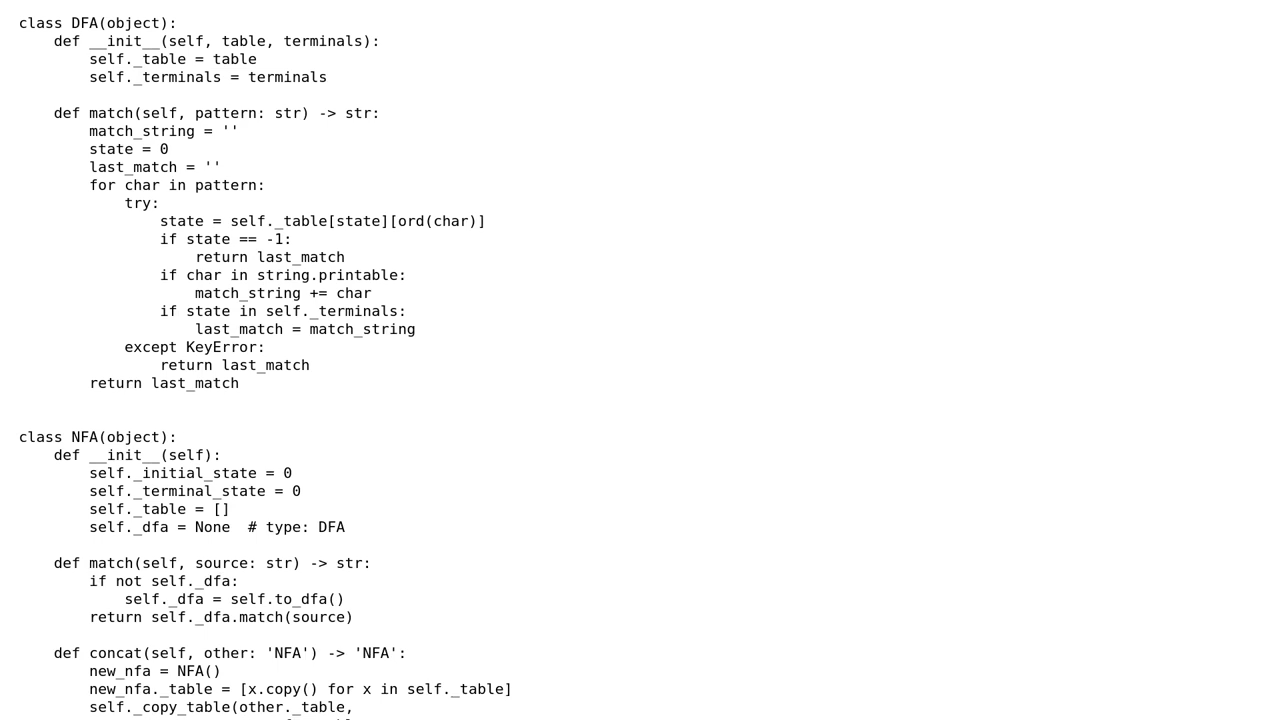 class DFA(object):
    def __init__(self, table, terminals):
        self._table = table
        self._terminals = terminals

    def match(self, pattern: str) -> str:
        match_string = ''
        state = 0
        last_match = ''
        for char in pattern:
            try:
                state = self._table[state][ord(char)]
                if state == -1:
                    return last_match
                if char in string.printable:
                    match_string += char
                if state in self._terminals:
                    last_match = match_string
            except KeyError:
                return last_match
        return last_match


class NFA(object):
    def __init__(self):
        self._initial_state = 0
        self._terminal_state = 0
        self._table = []
        self._dfa = None  # type: DFA

    def match(self, source: str) -> str:
        if not self._dfa:
            self._dfa = self.to_dfa()
        return self._dfa.match(source)

    def concat(self, other: 'NFA') -> 'NFA':
        new_nfa = NFA()
        new_nfa._table = [x.copy() for x in self._table]
        self._copy_table(other._table,